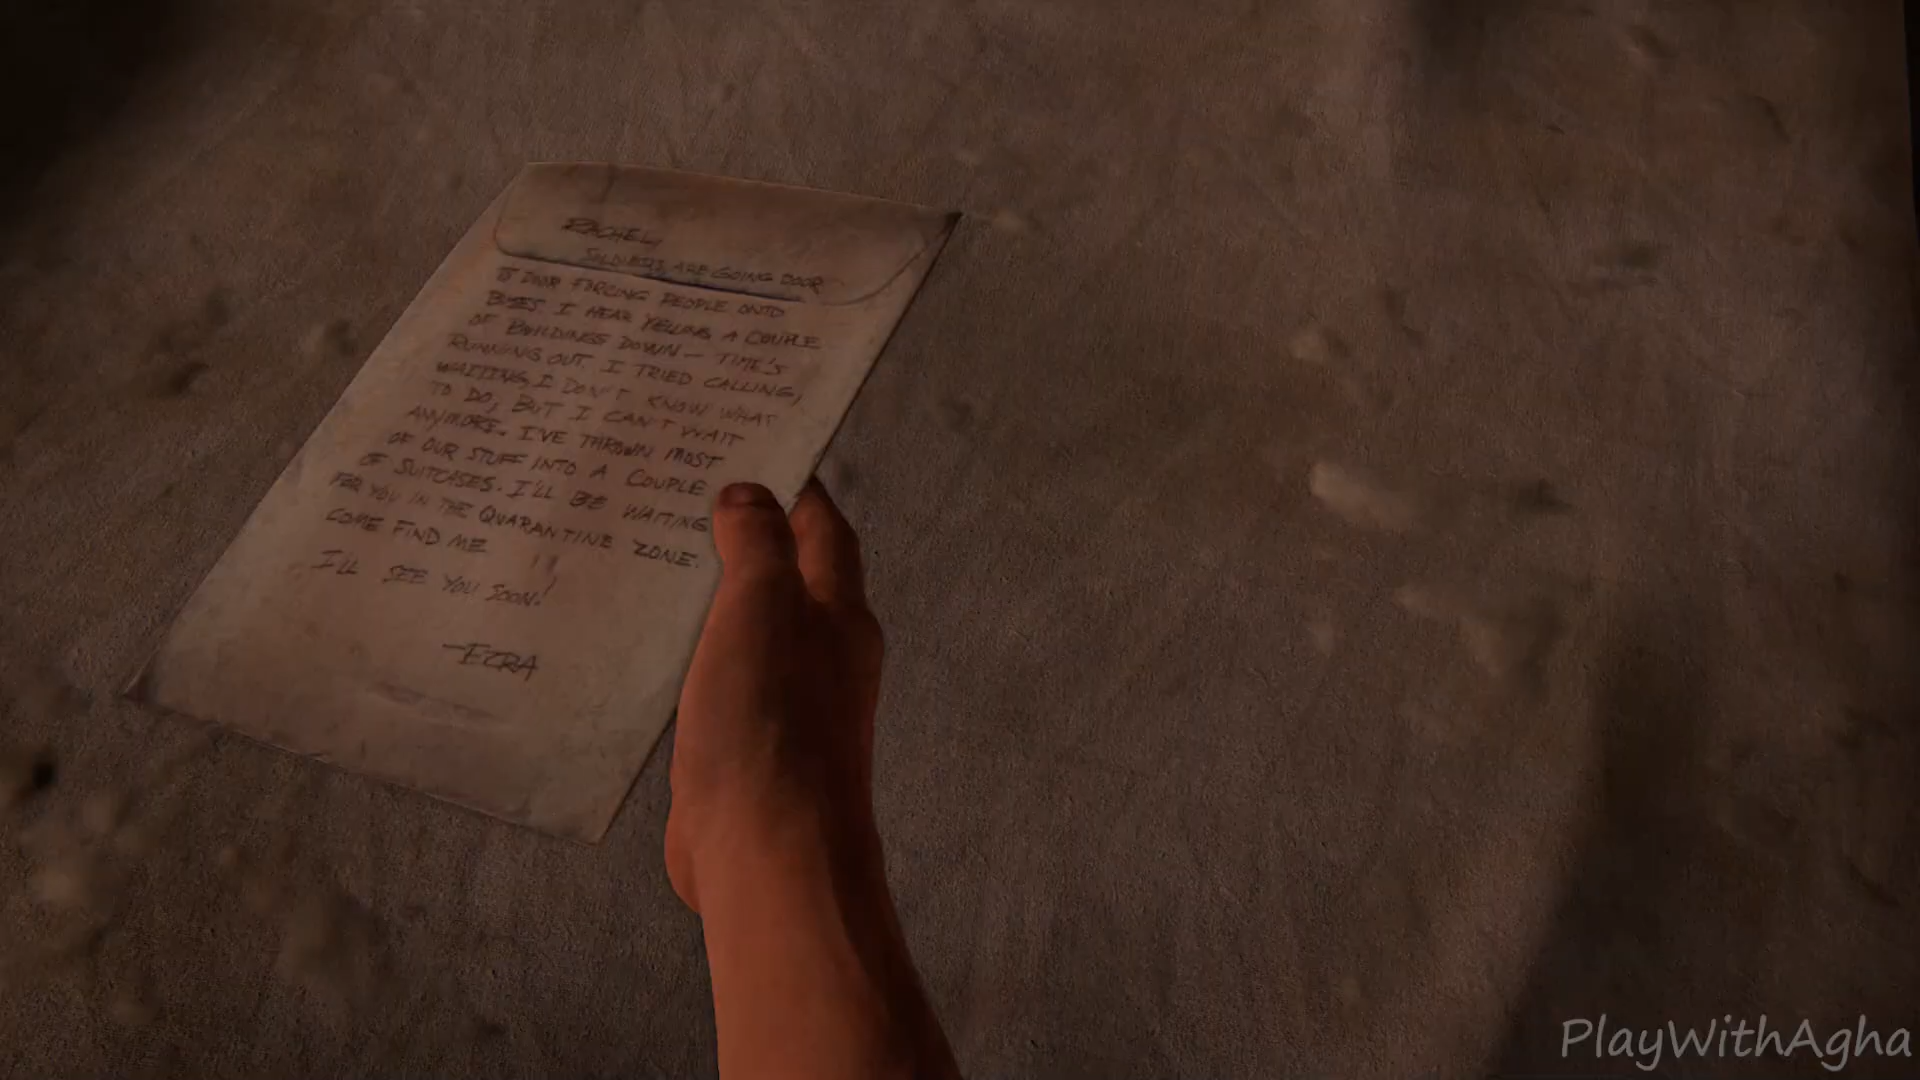 RACHEL,
SOLDIERS ARE GOING DOOR
TO DOOR FORCING PEOPLE ONTO
BUSES. I HEAR YELLING A COUPLE
OF BUILDINGS DOWN – TIME'S
RUNNING OUT. I TRIED CALLING,
WAITING, I DON'T KNOW WHAT
TO DO, BUT I CAN'T WAIT
ANYMORE. I'VE THROWN MOST
OF OUR STUFF INTO A COUPLE
OF SUITCASES. I'LL BE WAITING
FOR YOU IN THE QUARANTINE ZONE.
COME FIND ME !!
I'LL SEE YOU SOON!
–EZRA
PlayWithAgha